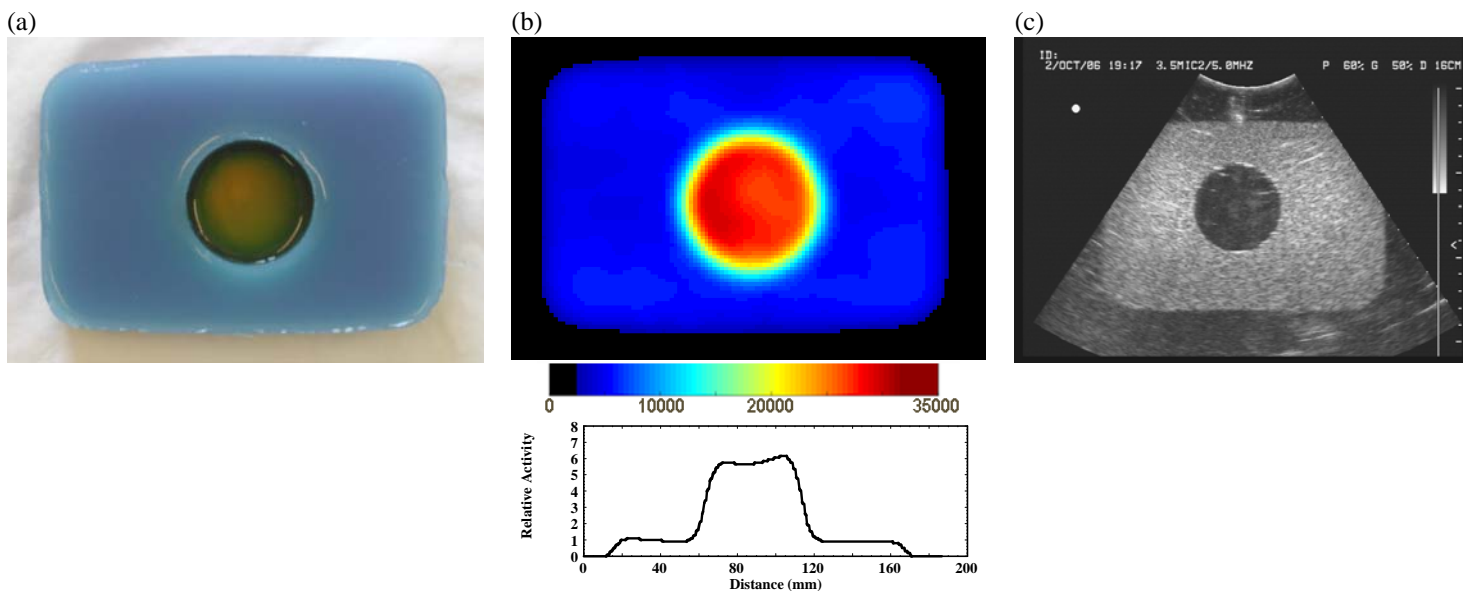 (a)
(b)
(c)
ID:
2/OCT/06 19:17 3.5MIC2/5.0MHZ P 60% G 50% D 16CM
0 10000 20000 35000
8
7
6
5
4
3
2
1
0
Relative Activity
0 40 80 120 160 200
Distance (mm)